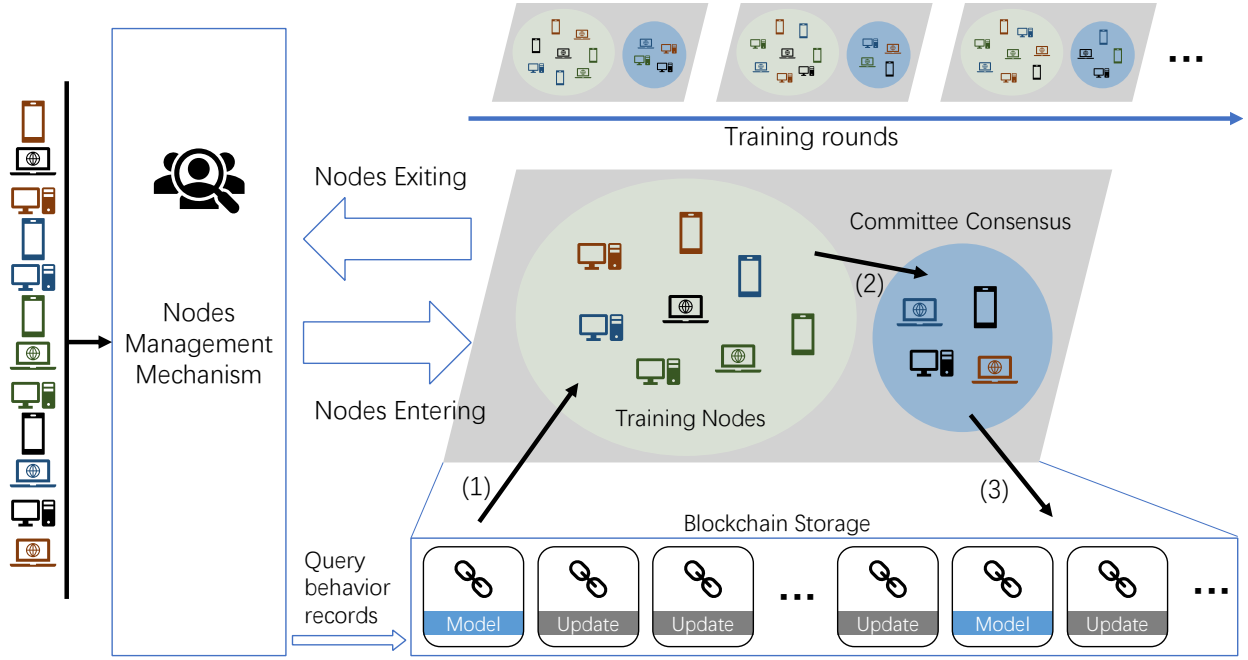 Training rounds
Nodes Exiting
Committee Consensus
(2)
Nodes
Management
Mechanism
Nodes Entering
Training Nodes
(1)
(3)
Blockchain Storage
Query
behavior
records
Model
Update
Update
...
Update
Model
Update
...
...